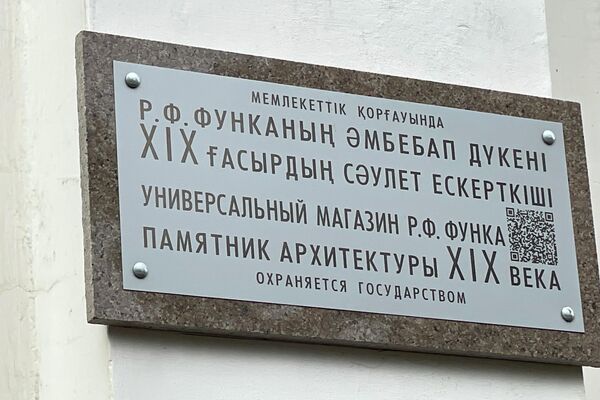 МЕМЛЕКЕТТІК ҚОРҒАУЫНДА
Р.Ф.ФУНКАНЫҢ ӘМБЕБАП ДҮКЕНІ
XIX ҒАСЫРДЫҢ СӘУЛЕТ ЕСКЕРТКІШІ
УНИВЕРСАЛЬНЫЙ МАГАЗИН Р.Ф. ФУНКА
ПАМЯТНИК АРХИТЕКТУРЫ XIX ВЕКА
ОХРАНЯЕТСЯ ГОСУДАРСТВОМ